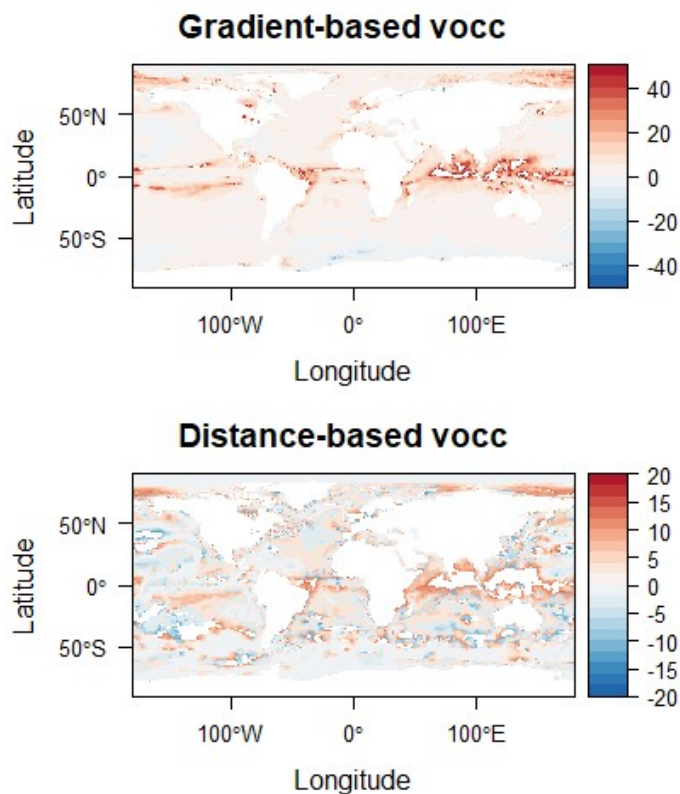 Gradient-based vocc
Latitude
50°N
0°
50°S
40
20
0
-20
-40
100°W 0° 100°E
Longitude
Distance-based vocc
Latitude
50°N
0°
50°S
20
15
10
5
0
-5
-10
-15
-20
100°W 0° 100°E
Longitude